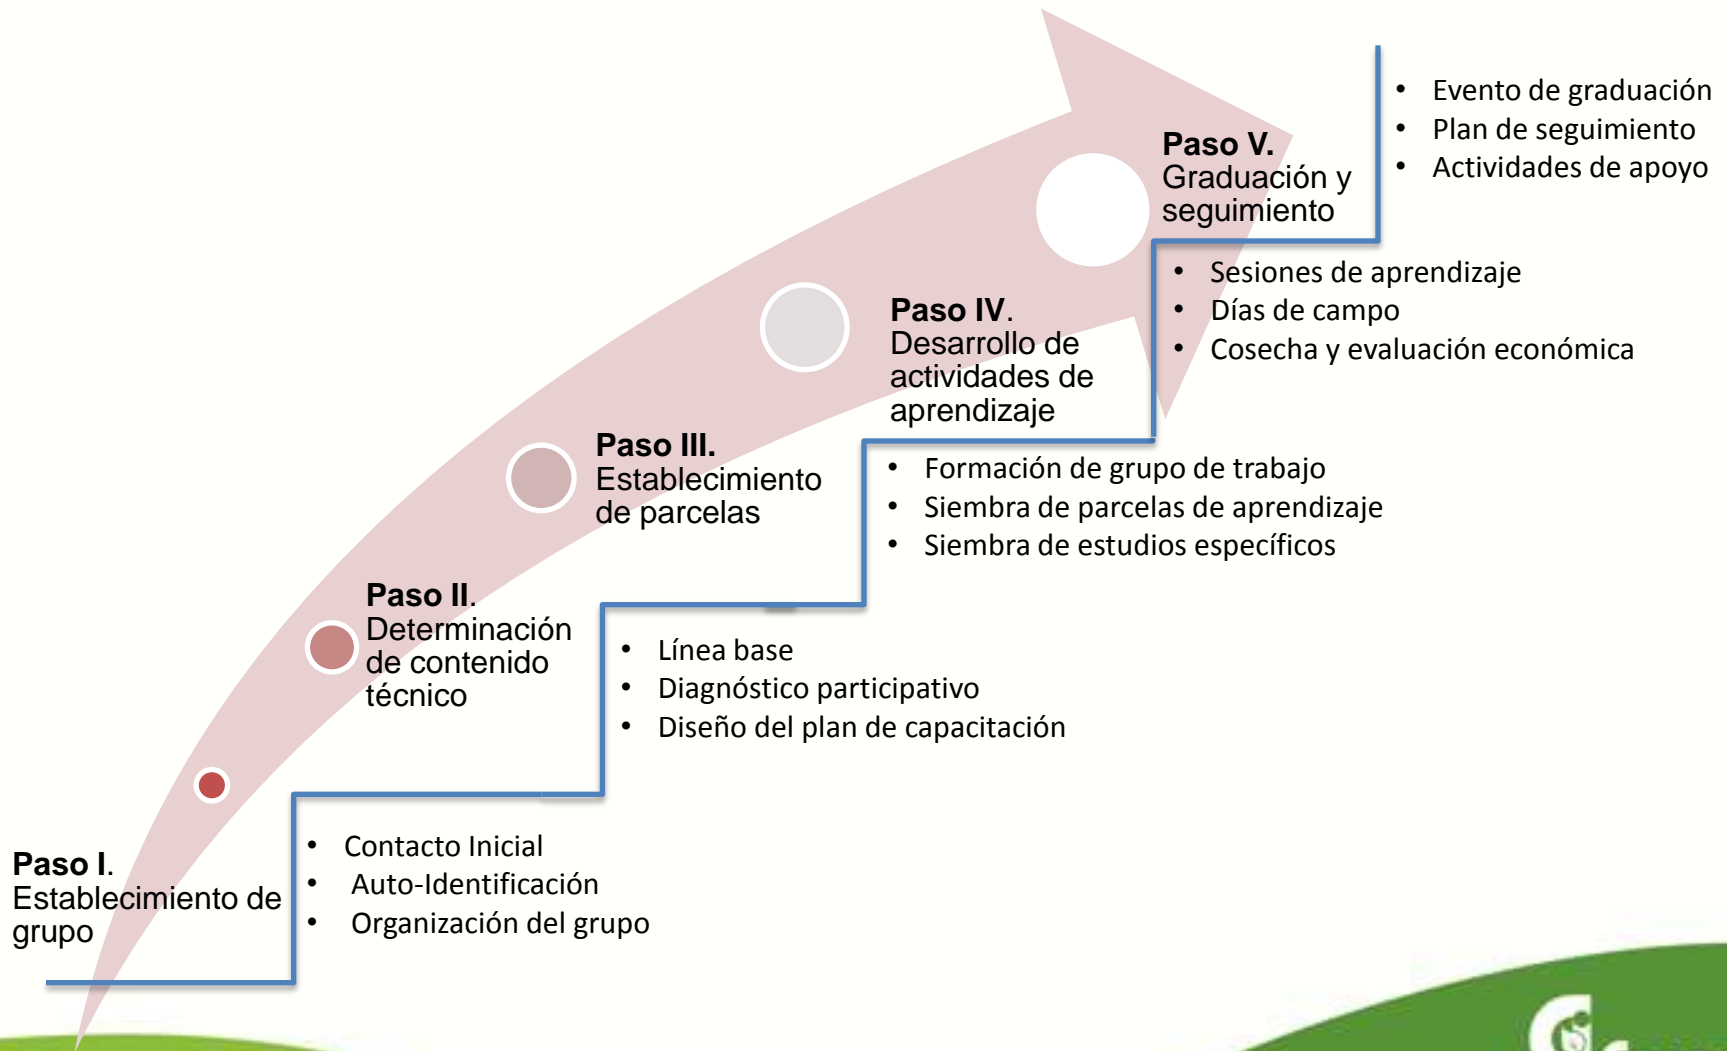 Paso I.
Establecimiento de
grupo
• Contacto Inicial
• Auto-Identificación
• Organización del grupo
Paso II.
Determinación
de contenido
técnico
• Línea base
• Diagnóstico participativo
• Diseño del plan de capacitación
Paso III.
Establecimiento
de parcelas
• Formación de grupo de trabajo
• Siembra de parcelas de aprendizaje
• Siembra de estudios específicos
Paso IV.
Desarrollo de
actividades de
aprendizaje
• Sesiones de aprendizaje
• Días de campo
• Cosecha y evaluación económica
Paso V.
Graduación y
seguimiento
• Evento de graduación
• Plan de seguimiento
• Actividades de apoyo